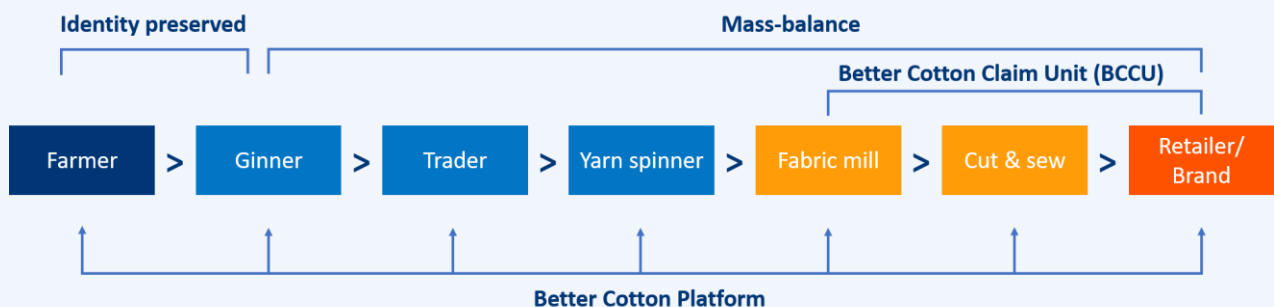 Identity preserved
Mass-balance
Better Cotton Claim Unit (BCCU)
Farmer
>
Ginner
>
Trader
>
Yarn spinner
>
Fabric mill
>
Cut & sew
>
Retailer/
Brand
Better Cotton Platform